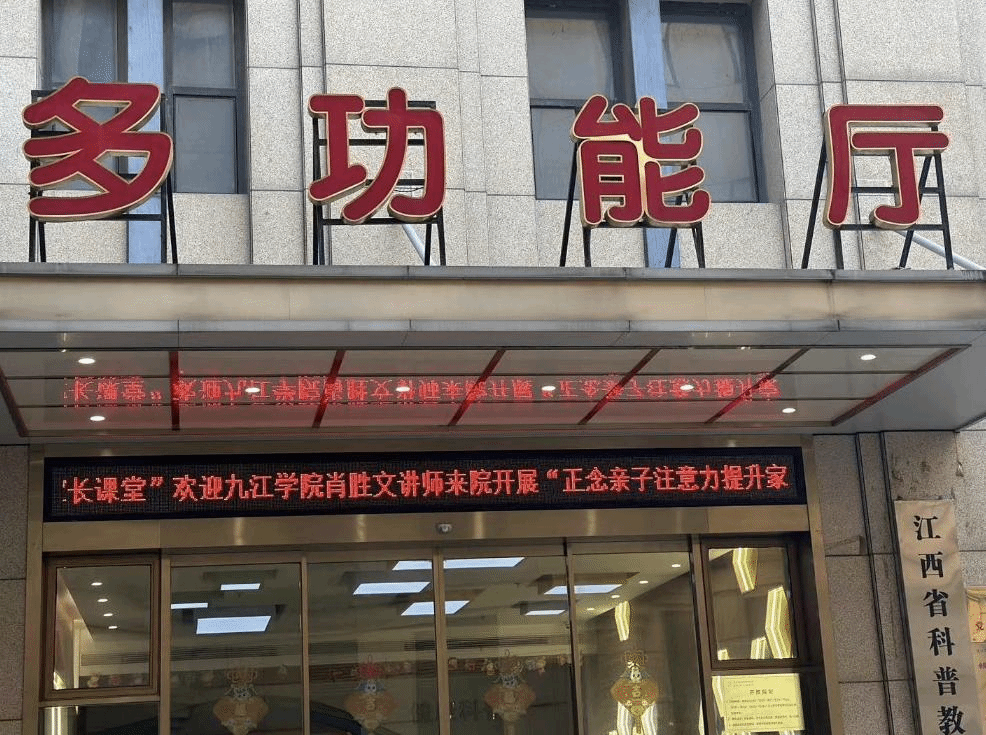 多功能厅
长课堂”欢迎九江学院肖胜文讲师来院开展“正念亲子注意力提升家
江西省科普教